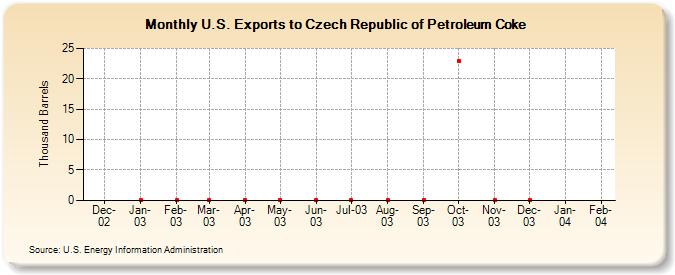 Monthly U.S. Exports to Czech Republic of Petroleum Coke
Thousand Barrels
25
20
15
10
5
0
Dec-02 Jan-03 Feb-03 Mar-03 Apr-03 May-03 Jun-03 Jul-03 Aug-03 Sep-03 Oct-03 Nov-03 Dec-03 Jan-04 Feb-04
Source: U.S. Energy Information Administration